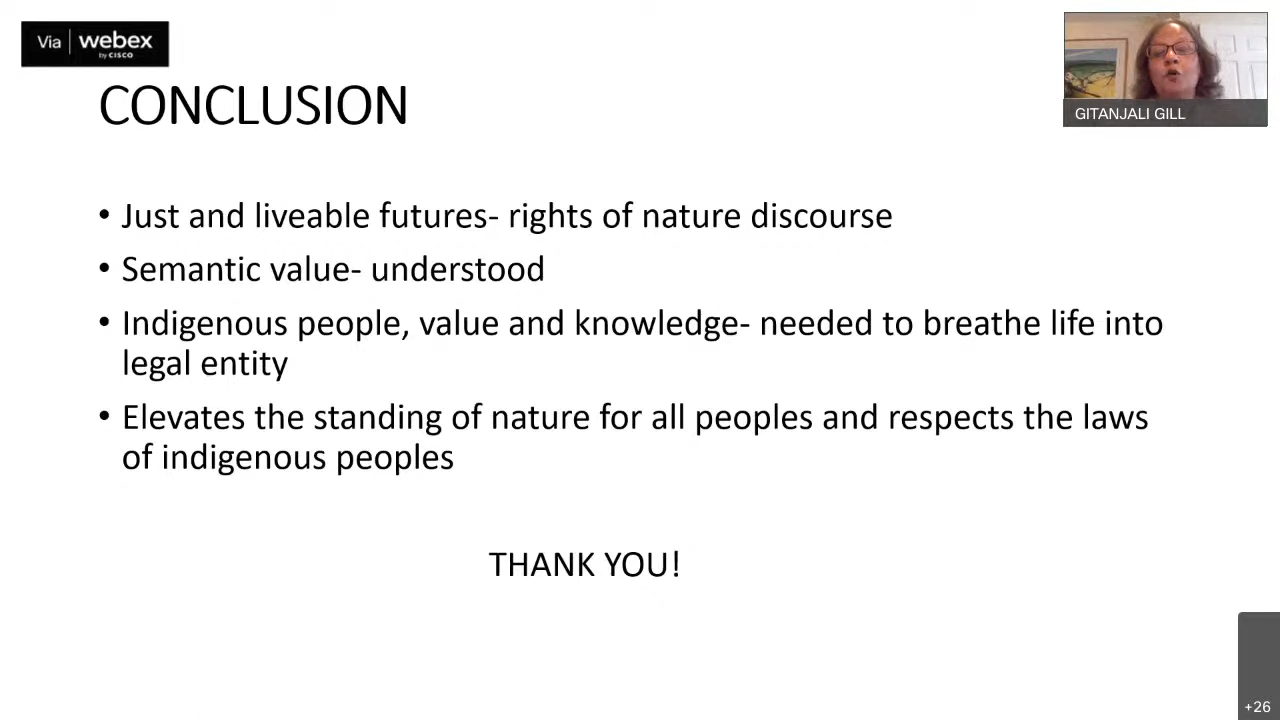 Via webex
by CISCO
CONCLUSION
GITANJALI GILL
• Just and liveable futures- rights of nature discourse
• Semantic value- understood
• Indigenous people, value and knowledge- needed to breathe life into
legal entity
• Elevates the standing of nature for all peoples and respects the laws
of indigenous peoples
THANK YOU!
+26